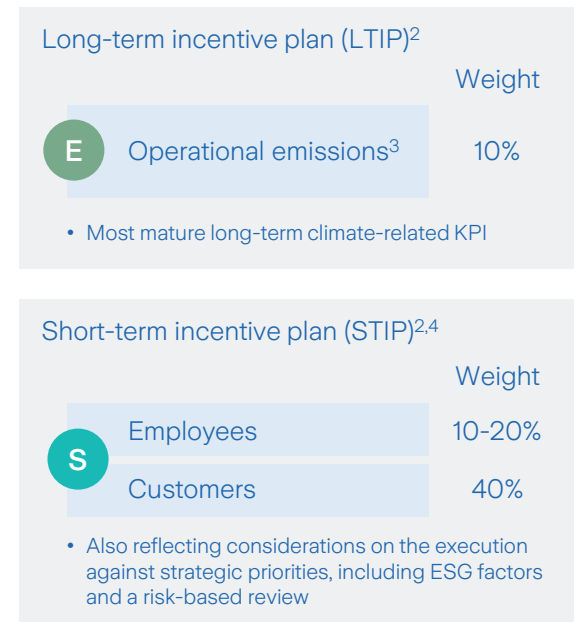 Long-term incentive plan (LTIP)2
Weight
E Operational emissions3 10%
• Most mature long-term climate-related KPI
Short-term incentive plan (STIP)2,4
Weight
Employees 10-20%
S
Customers 40%
• Also reflecting considerations on the execution
against strategic priorities, including ESG factors
and a risk-based review